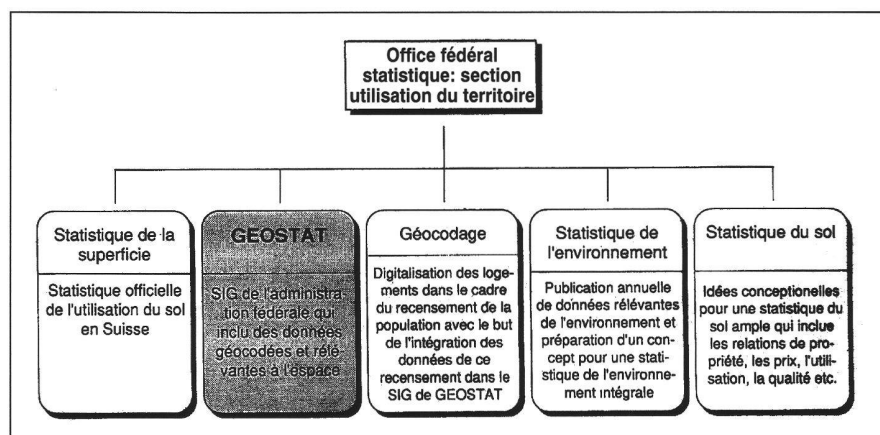 Office fédéral
statistique: section
utilisation du territoire
Statistique de la
superficie
Statistique officielle
de l'utilisation du sol
en Suisse
GEOSTAT
SIG de l'administra-
tion fédérale qui
inclu des données
géocodées et rélé-
vantes à l'espace
Géocodage
Digitalisation des loge-
ments dans le cadre
du recensement de la
population avec le but
de l'intégration des
données de ce
recensement dans le
SIG de GEOSTAT
Statistique de
l'environnement
Publication annuelle
de données rélévantes
de l'environnement et
préparation d'un con-
cept pour une stati-
stique de l'environne-
ment intégrale
Statistique du sol
Idées conceptionelles
pour une statistique du
sol ample qui inclue
les relations de pro-
priété, les prix, l'utili-
sation, la qualité etc.